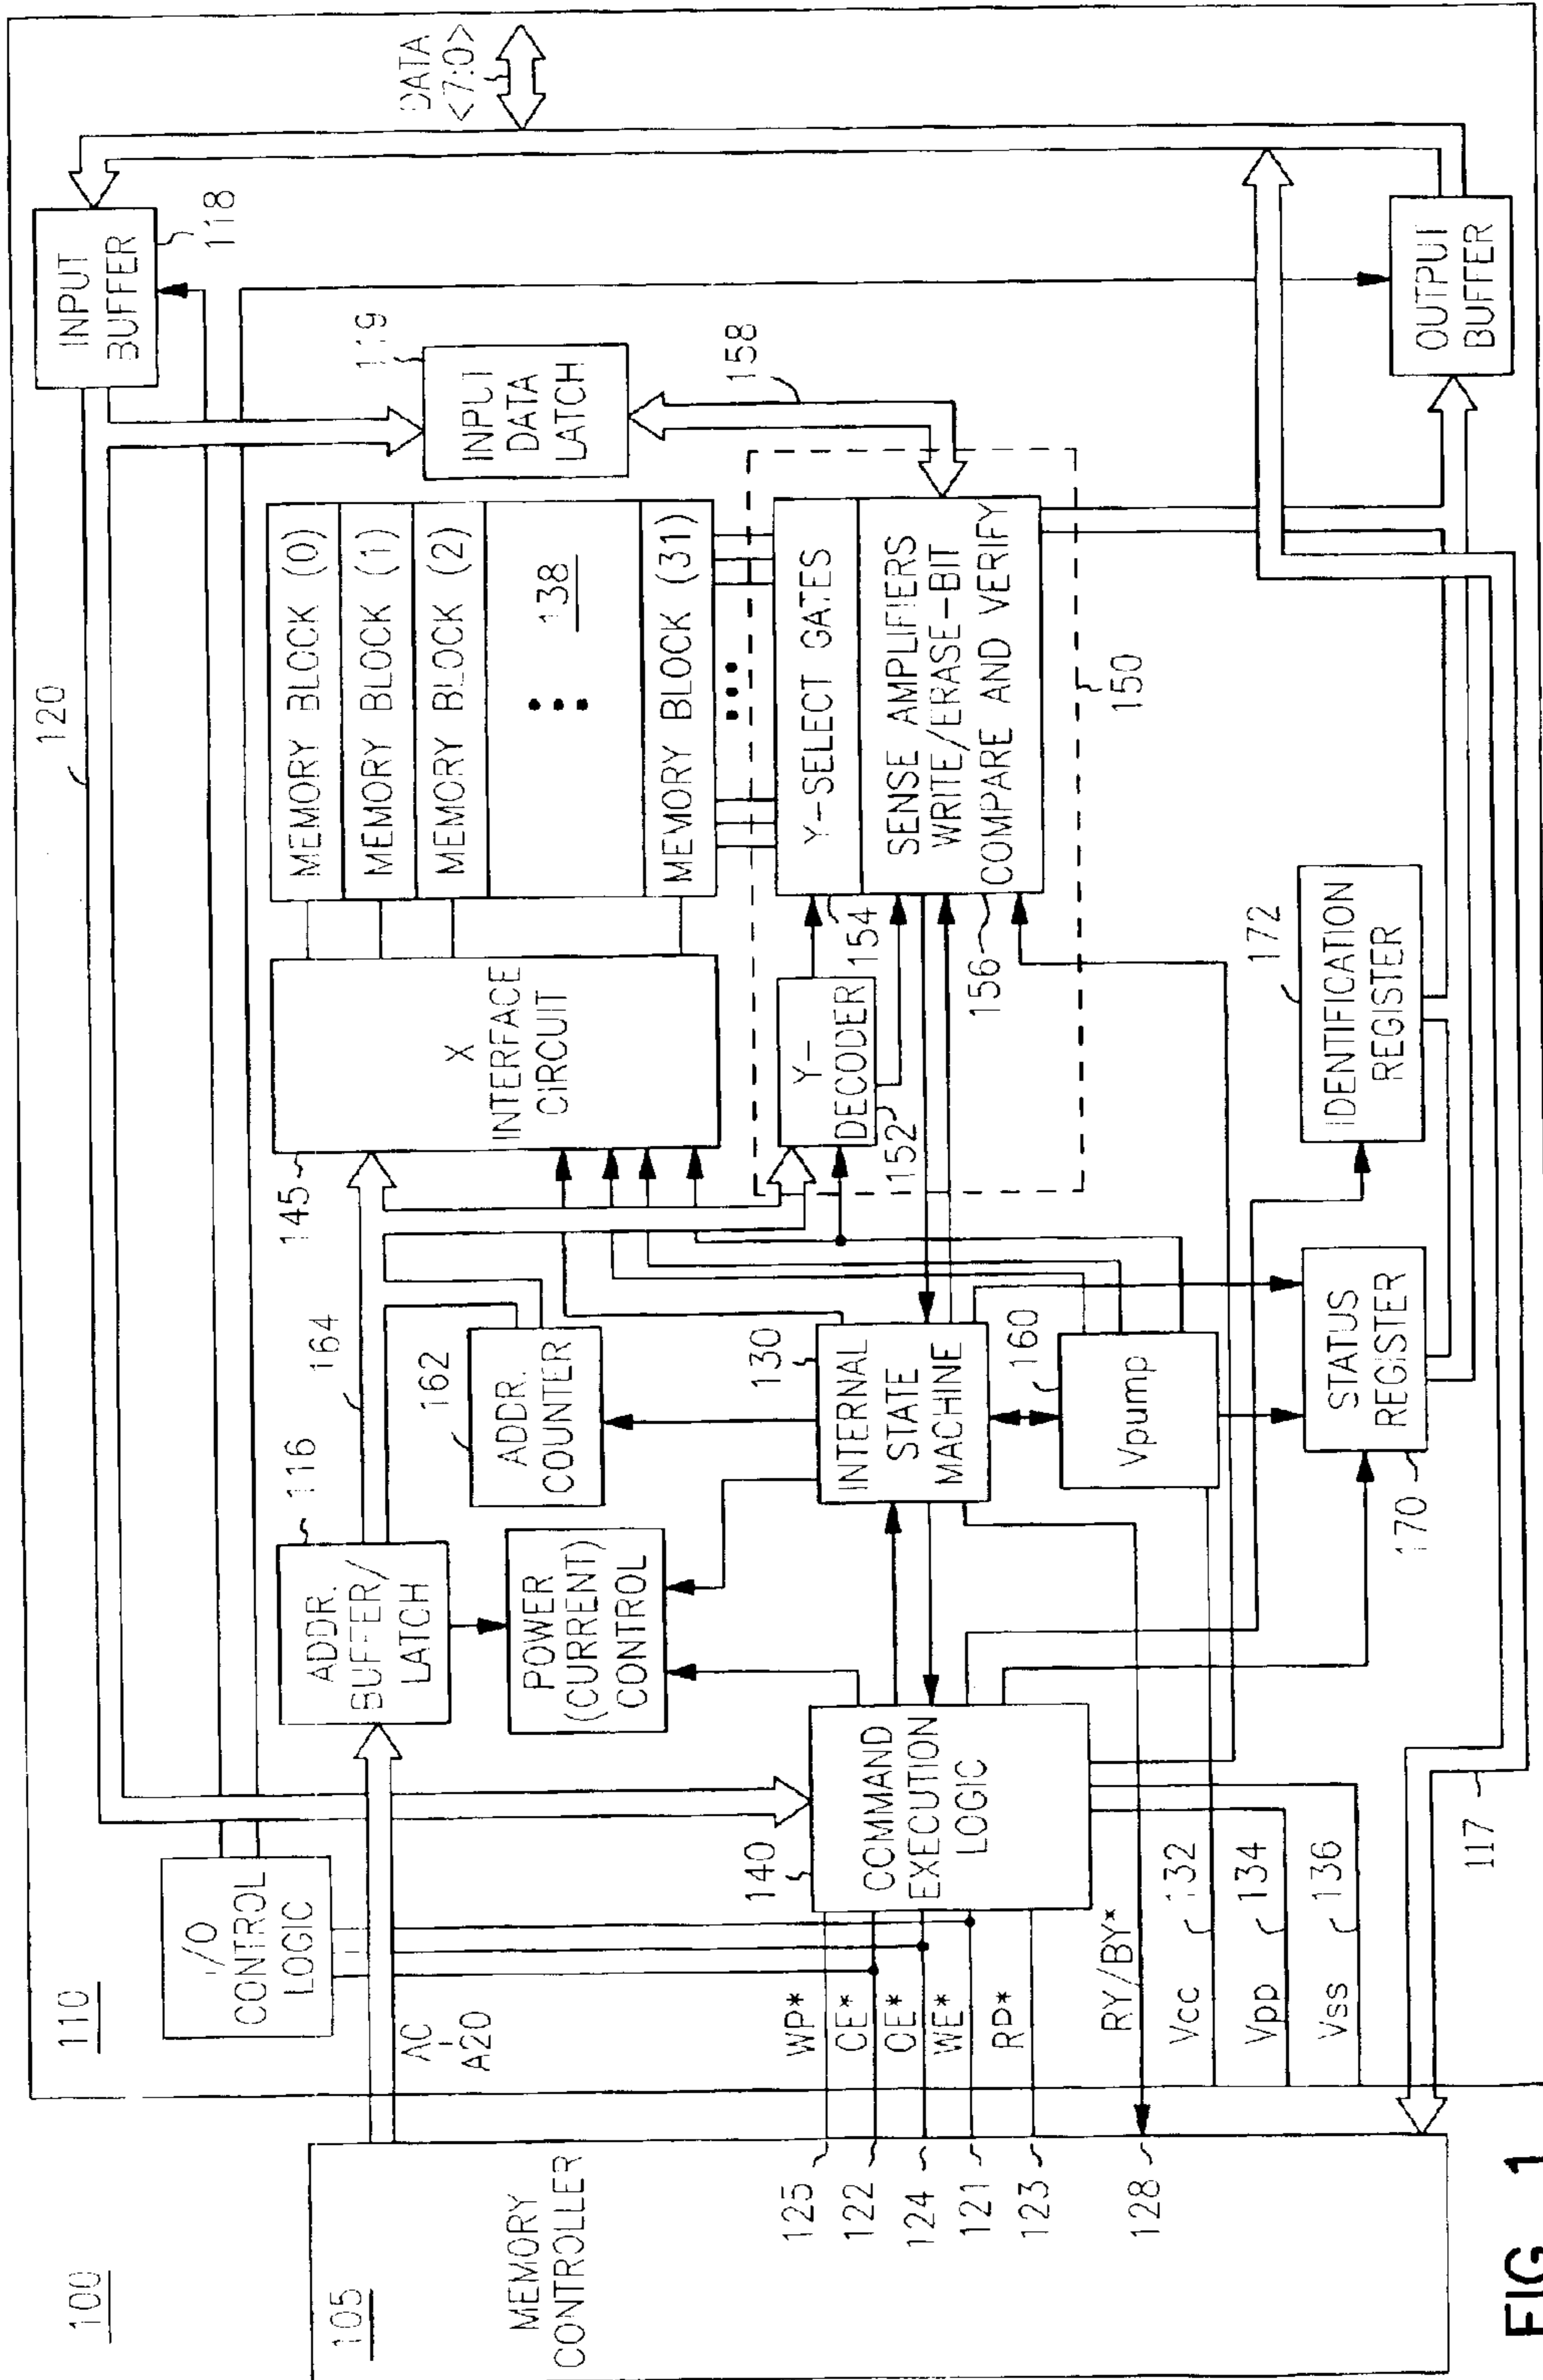 100
105
MEMORY
CONTROLLER
110
I/O
CONTROL
LOGIC
A0
-
A20
120
ADDR.
BUFFER/
LATCH
116
164
POWER
(CURRENT)
CONTROL
ADDR.
COUNTER
162
145
X
INTERFACE
CIRCUIT
MEMORY BLOCK (0)
MEMORY BLOCK (1)
MEMORY BLOCK (2)
138
MEMORY BLOCK (31)
INPUT
BUFFER
118
INPUT
DATA
LATCH
119
158
DATA
<7:0>
WP*
CE*
OE*
WE*
RP*
RY/BY*
125
122
124
121
123
128
140
COMMAND
EXECUTION
LOGIC
130
INTERNAL
STATE
MACHINE
160
Vpump
Y-
DECODER
152
Y-SELECT GATES
154
SENSE AMPLIFIERS
WRITE/ERASE-BIT
COMPARE AND VERIFY
156
150
Vcc
132
Vpp
134
Vss
136
STATUS
REGISTER
170
IDENTIFICATION
REGISTER
172
OUTPUT
BUFFER
117
FIG. 1